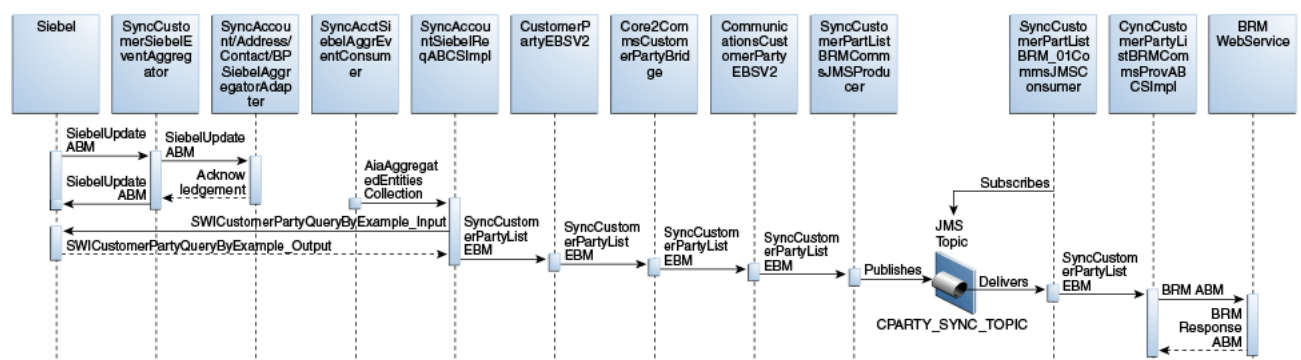 Siebel
SyncCusto
merSiebelE
ventAggreg
ator
SyncAccou
nt/Address/
Contact/BP
SiebelAggr
egatorAdap
ter
SyncAcctSi
ebelAggrEv
entConsum
er
SyncAccou
ntSiebelRe
qABCSImpl
CustomerP
artyEBSV2
Core2Com
msCustom
erPartyBrid
ge
Communic
ationsCust
omerParty
EBSV2
SyncCusto
merPartList
BRMComm
sJMSProdu
cer
SyncCusto
merPartList
BRM_01Co
mmsJMSC
onsumer
CyncCusto
merPartyLi
stBRMCom
msProvAB
CSImpl
BRM
WebService
SiebelUpdate
ABM
SiebelUpdate
ABM
SiebelUpdate
ABM
Acknow
ledgement
AiaAggregat
edEntities
Collection
SWICustomerPartyQueryByExample_Input
SWICustomerPartyQueryByExample_Output
SyncCustom
erPartyList
EBM
SyncCustom
erPartyList
EBM
SyncCustom
erPartyList
EBM
SyncCustom
erPartyList
EBM
Publishes
Subscribes
JMS
Topic
CPARTY_SYNC_TOPIC
Delivers
SyncCustom
erPartyList
EBM
BRM ABM
BRM
Response
ABM